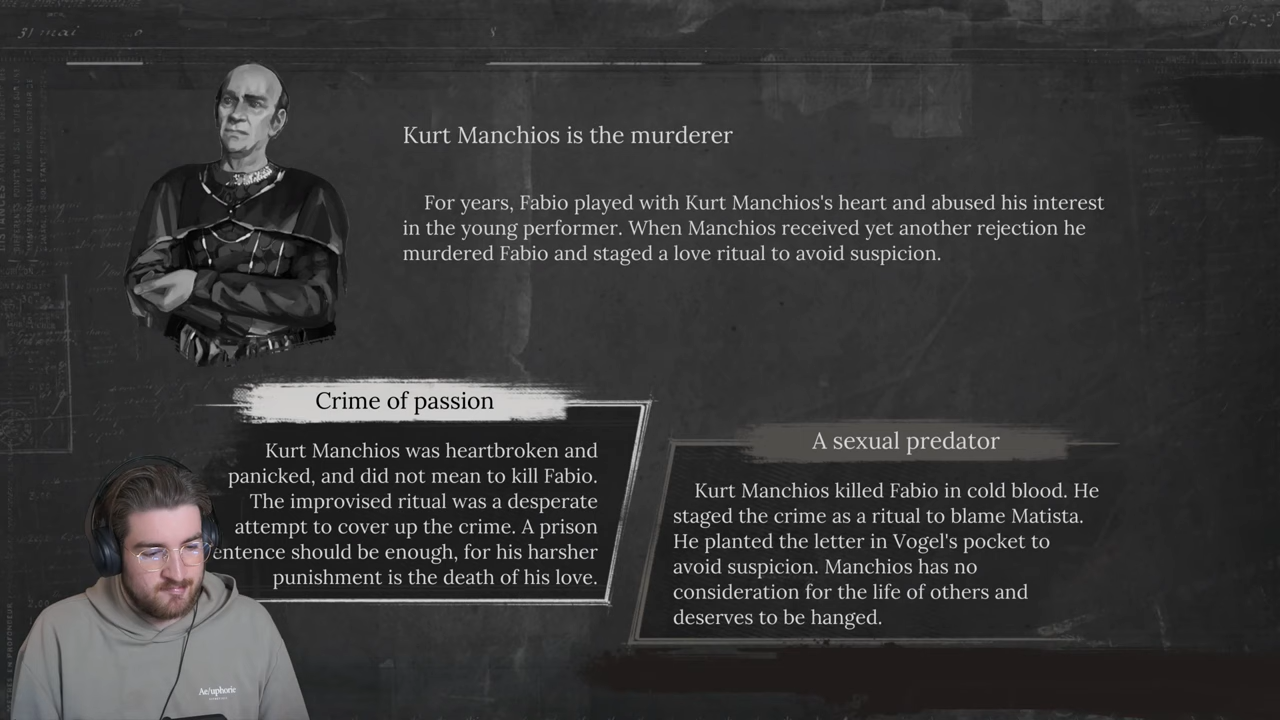 31 mai
Kurt Manchios is the murderer
For years, Fabio played with Kurt Manchios's heart and abused his interest
in the young performer. When Manchios received yet another rejection he
murdered Fabio and staged a love ritual to avoid suspicion.
Crime of passion
Kurt Manchios was heartbroken and
panicked, and did not mean to kill Fabio.
The improvised ritual was a desperate
attempt to cover up the crime. A prison
entence should be enough, for his harsher
punishment is the death of his love.
A sexual predator
Kurt Manchios killed Fabio in cold blood. He
staged the crime as a ritual to blame Matista.
He planted the letter in Vogel's pocket to
avoid suspicion. Manchios has no
consideration for the life of others and
deserves to be hanged.
Ae/uphorie